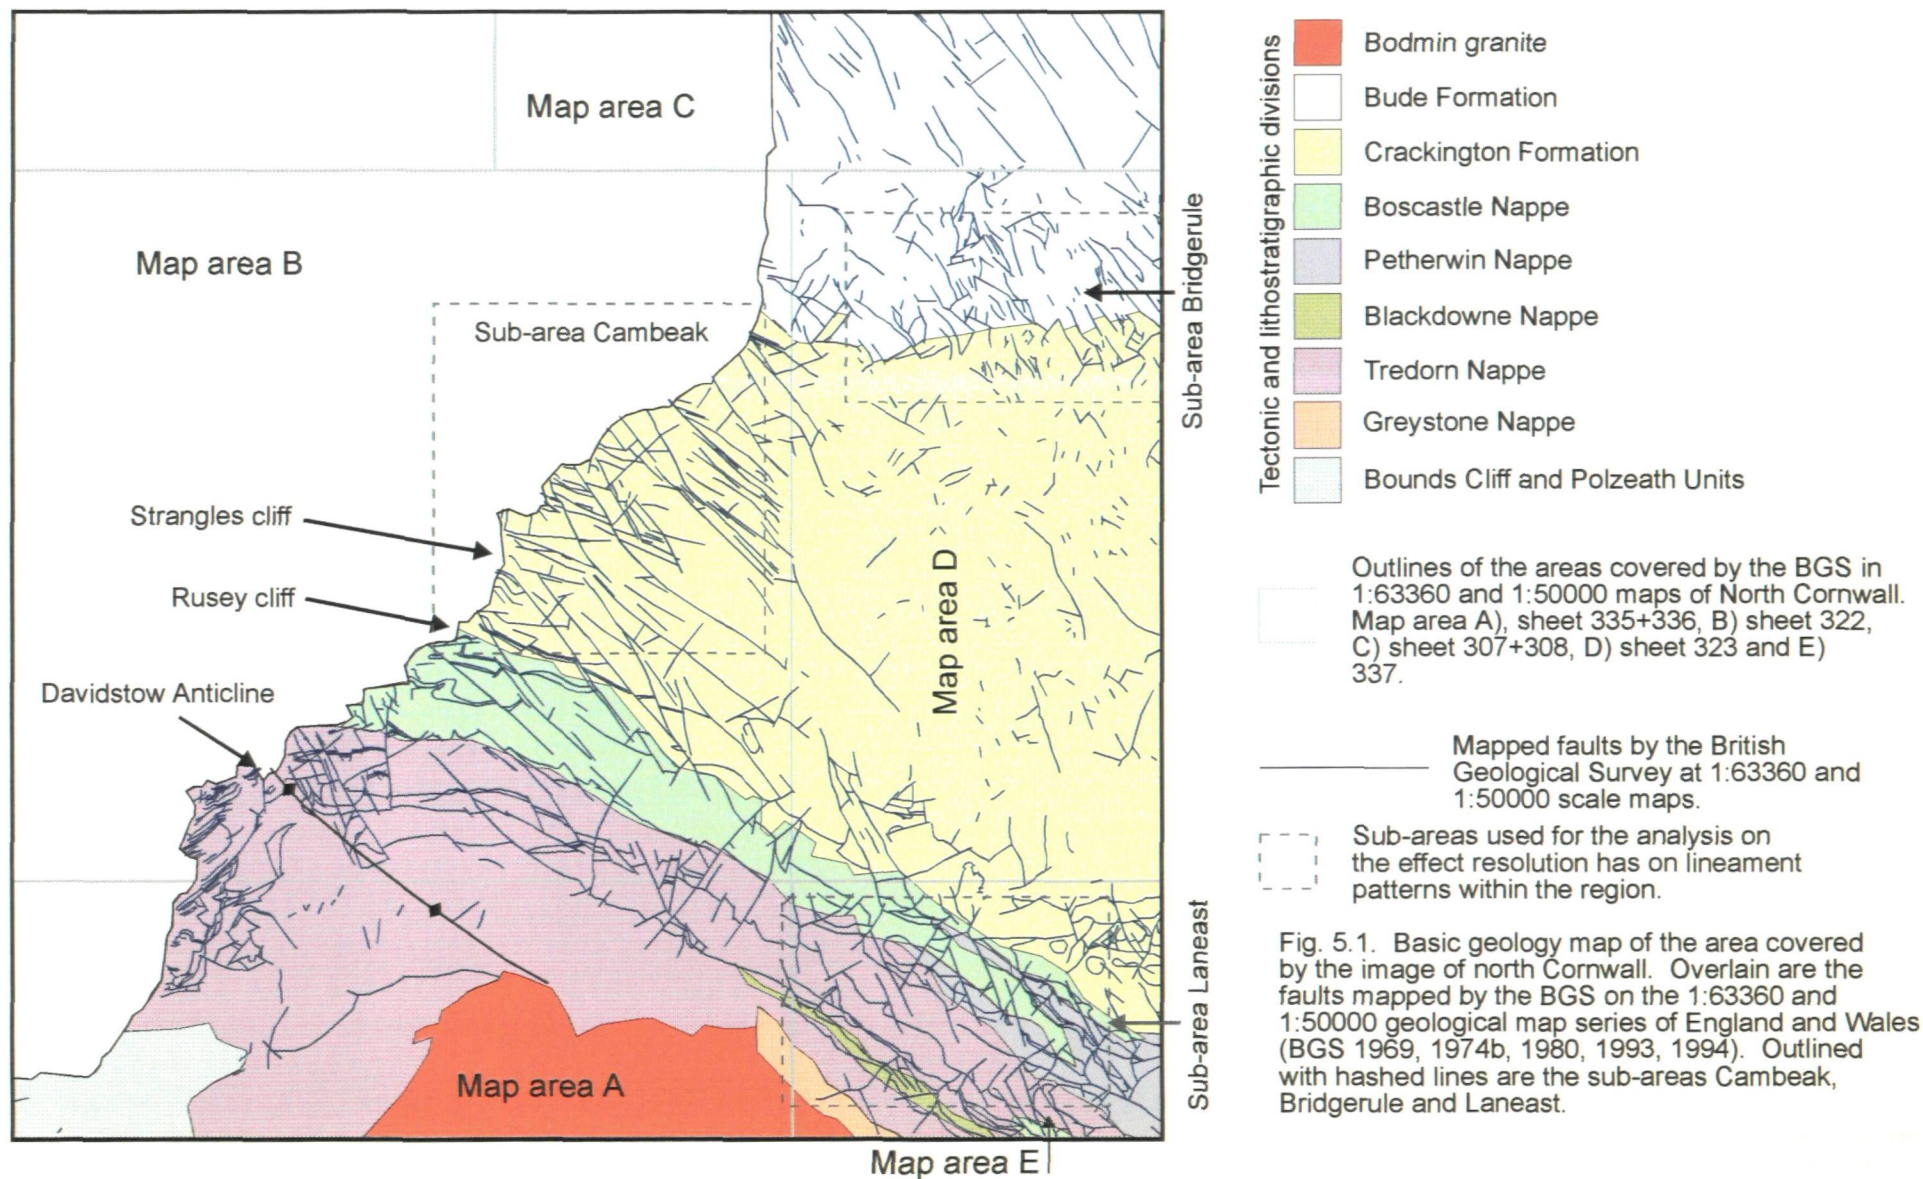 Map area C
Map area B
Sub-area Cambeak
Strangles cliff
Rusey cliff
Davidstow Anticline
Map area D
Map area A
Map area E
Sub-area Bridgerule
Sub-area Laneast
Tectonic and lithostratigraphic divisions
Bodmin granite
Bude Formation
Crackington Formation
Boscastle Nappe
Petherwin Nappe
Blackdowne Nappe
Tredorn Nappe
Greystone Nappe
Bounds Cliff and Polzeath Units
Outlines of the areas covered by the BGS in
1:63360 and 1:50000 maps of North Cornwall.
Map area A), sheet 335+336, B) sheet 322,
C) sheet 307+308, D) sheet 323 and E)
337.
Mapped faults by the British
Geological Survey at 1:63360 and
1:50000 scale maps.
Sub-areas used for the analysis on
the effect resolution has on lineament
patterns within the region.
Fig. 5.1. Basic geology map of the area covered
by the image of north Cornwall. Overlain are the
faults mapped by the BGS on the 1:63360 and
1:50000 geological map series of England and Wales
(BGS 1969, 1974b, 1980, 1993, 1994). Outlined
with hashed lines are the sub-areas Cambeak,
Bridgerule and Laneast.